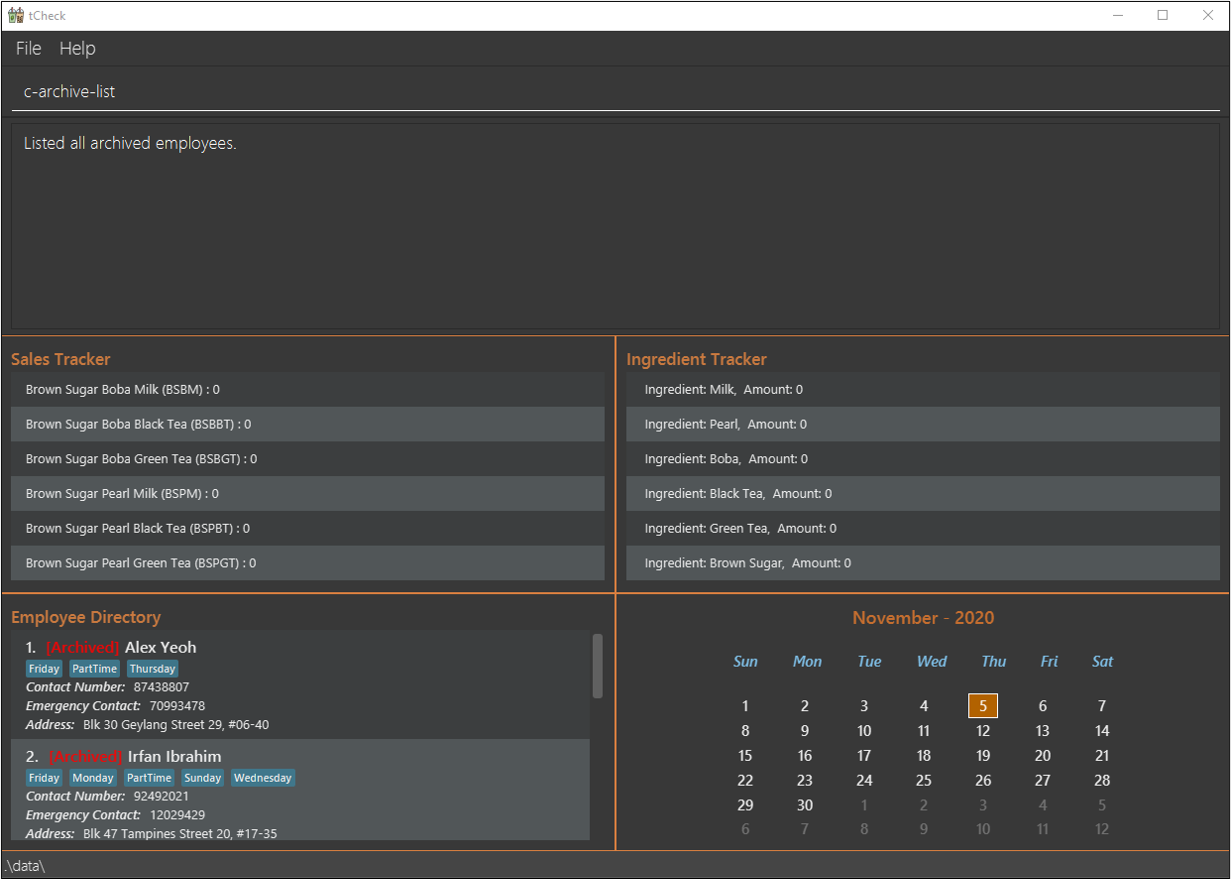 tCheck
File Help
c-archive-list
Listed all archived employees.
Sales Tracker
Brown Sugar Boba Milk (BSBM) : 0
Brown Sugar Boba Black Tea (BSBBT) : 0
Brown Sugar Boba Green Tea (BSBGT) : 0
Brown Sugar Pearl Milk (BSPM) : 0
Brown Sugar Pearl Black Tea (BSPBT) : 0
Brown Sugar Pearl Green Tea (BSPGT) : 0
Ingredient Tracker
Ingredient: Milk, Amount: 0
Ingredient: Pearl, Amount: 0
Ingredient: Boba, Amount: 0
Ingredient: Black Tea, Amount: 0
Ingredient: Green Tea, Amount: 0
Ingredient: Brown Sugar, Amount: 0
Employee Directory
1. [Archived] Alex Yeoh
Friday PartTime Thursday
Contact Number: 87438807
Emergency Contact: 70993478
Address: Blk 30 Geylang Street 29, #06-40
2. [Archived] Irfan Ibrahim
Friday Monday PartTime Sunday Wednesday
Contact Number: 92492021
Emergency Contact: 12029429
Address: Blk 47 Tampines Street 20, #17-35
November - 2020
Sun Mon Tue Wed Thu Fri Sat
1 2 3 4 5 6 7
8 9 10 11 12 13 14
15 16 17 18 19 20 21
22 23 24 25 26 27 28
29 30 1 2 3 4 5
6 7 8 9 10 11 12
.\data\